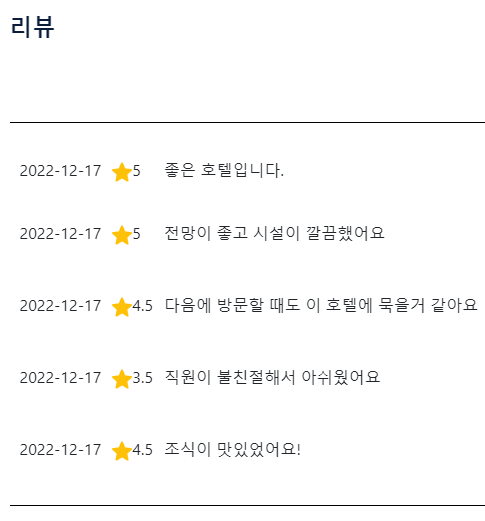 리뷰
2022-12-17 5 좋은 호텔입니다.
2022-12-17 5 전망이 좋고 시설이 깔끔했어요
2022-12-17 4.5 다음에 방문할 때도 이 호텔에 묵을거 같아요
2022-12-17 3.5 직원이 불친절해서 아쉬웠어요
2022-12-17 4.5 조식이 맛있었어요!